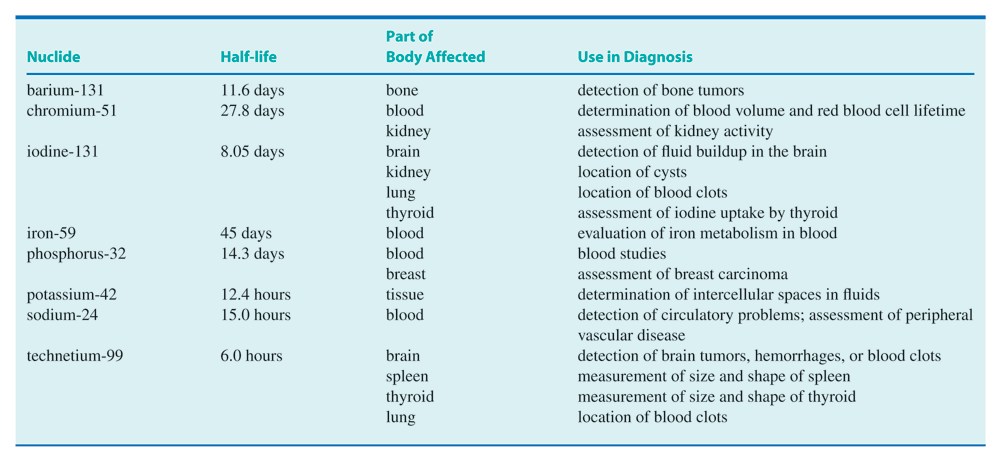 Part of
Nuclide Half-life Body Affected Use in Diagnosis
barium-131 11.6 days bone detection of bone tumors
chromium-51 27.8 days blood determination of blood volume and red blood cell lifetime
kidney assessment of kidney activity
iodine-131 8.05 days brain detection of fluid buildup in the brain
kidney location of cysts
lung location of blood clots
thyroid assessment of iodine uptake by thyroid
iron-59 45 days blood evaluation of iron metabolism in blood
phosphorus-32 14.3 days blood blood studies
breast assessment of breast carcinoma
potassium-42 12.4 hours tissue determination of intercellular spaces in fluids
sodium-24 15.0 hours blood detection of circulatory problems; assessment of peripheral
vascular disease
technetium-99 6.0 hours brain detection of brain tumors, hemorrhages, or blood clots
spleen measurement of size and shape of spleen
thyroid measurement of size and shape of thyroid
lung location of blood clots